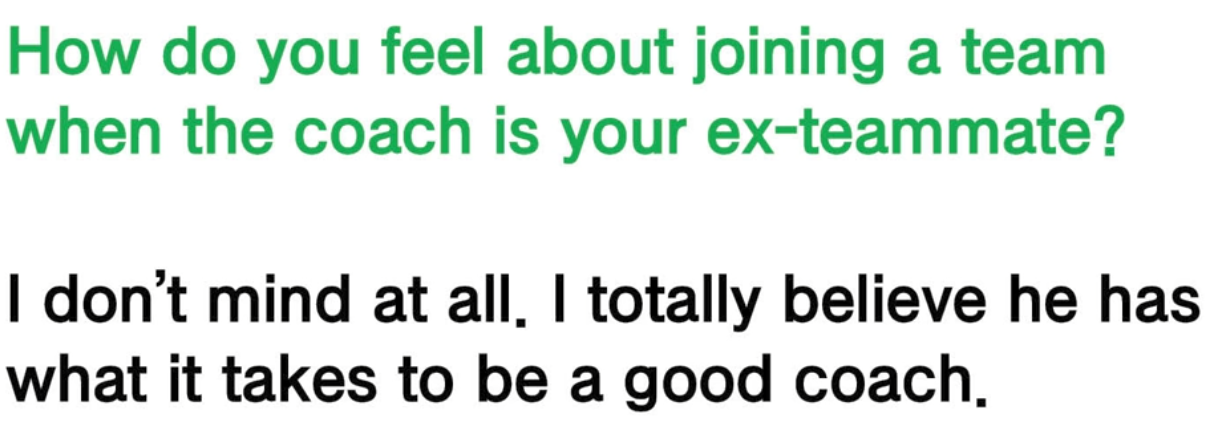 How do you feel about joining a team
when the coach is your ex-teammate?
I don't mind at all. I totally believe he has
what it takes to be a good coach.